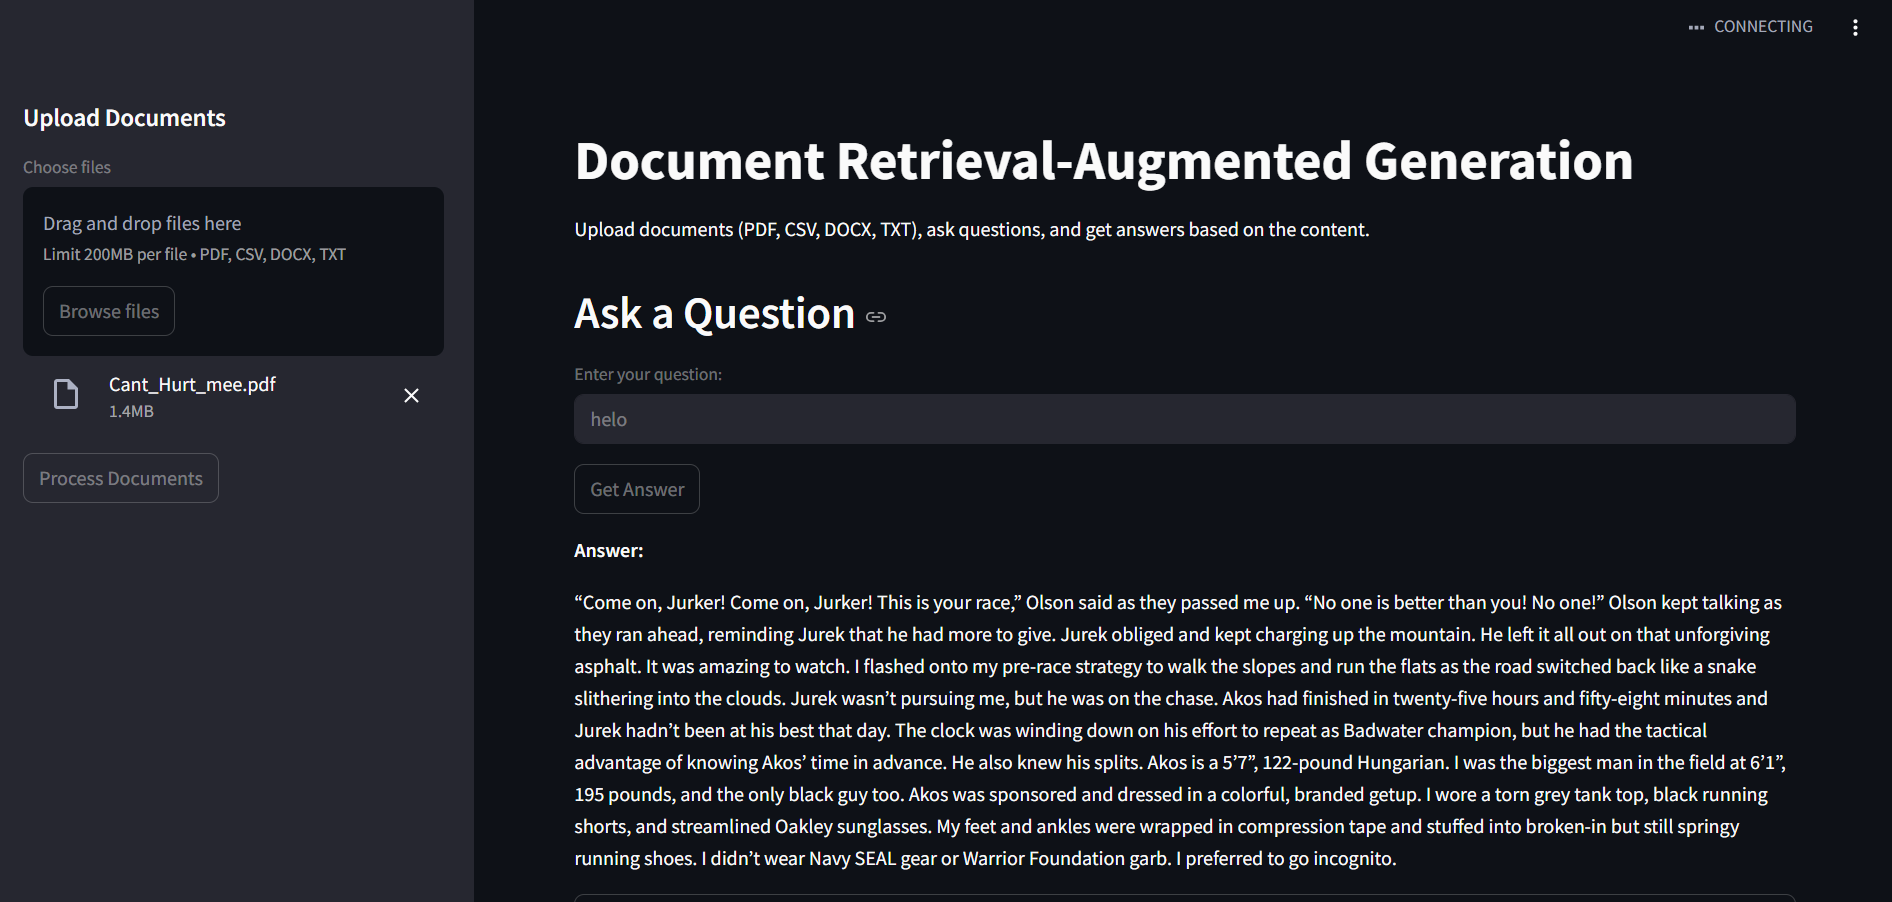 CONNECTING
Upload Documents
Choose files
Drag and drop files here
Limit 200MB per file • PDF, CSV, DOCX, TXT
Browse files
Cant_Hurt_mee.pdf
1.4MB
Process Documents
Document Retrieval-Augmented Generation
Upload documents (PDF, CSV, DOCX, TXT), ask questions, and get answers based on the content.
Ask a Question
Enter your question:
helo
Get Answer
Answer:
“Come on, Jurker! Come on, Jurker! This is your race,” Olson said as they passed me up. “No one is better than you! No one!” Olson kept talking as
they ran ahead, reminding Jurek that he had more to give. Jurek obliged and kept charging up the mountain. He left it all out on that unforgiving
asphalt. It was amazing to watch. I flashed onto my pre-race strategy to walk the slopes and run the flats as the road switched back like a snake
slithering into the clouds. Jurek wasn’t pursuing me, but he was on the chase. Akos had finished in twenty-five hours and fifty-eight minutes and
Jurek hadn’t been at his best that day. The clock was winding down on his effort to repeat as Badwater champion, but he had the tactical
advantage of knowing Akos’ time in advance. He also knew his splits. Akos is a 5’7”, 122-pound Hungarian. I was the biggest man in the field at 6’1”,
195 pounds, and the only black guy too. Akos was sponsored and dressed in a colorful, branded getup. I wore a torn grey tank top, black running
shorts, and streamlined Oakley sunglasses. My feet and ankles were wrapped in compression tape and stuffed into broken-in but still springy
running shoes. I didn’t wear Navy SEAL gear or Warrior Foundation garb. I preferred to go incognito.